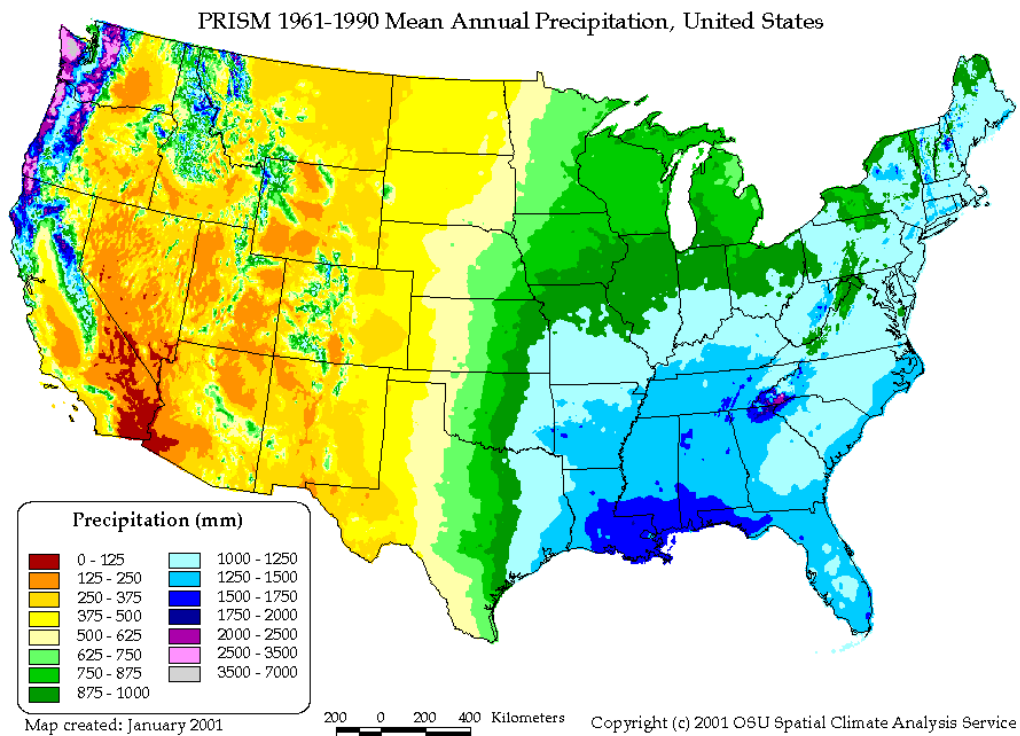 PRISM 1961-1990 Mean Annual Precipitation, United States
Precipitation (mm)
0 - 125
125 - 250
250 - 375
375 - 500
500 - 625
625 - 750
750 - 875
875 - 1000
1000 - 1250
1250 - 1500
1500 - 1750
1750 - 2000
2000 - 2500
2500 - 3500
3500 - 7000
Map created: January 2001
200 0 200 400 Kilometers
Copyright (c) 2001 OSU Spatial Climate Analysis Service